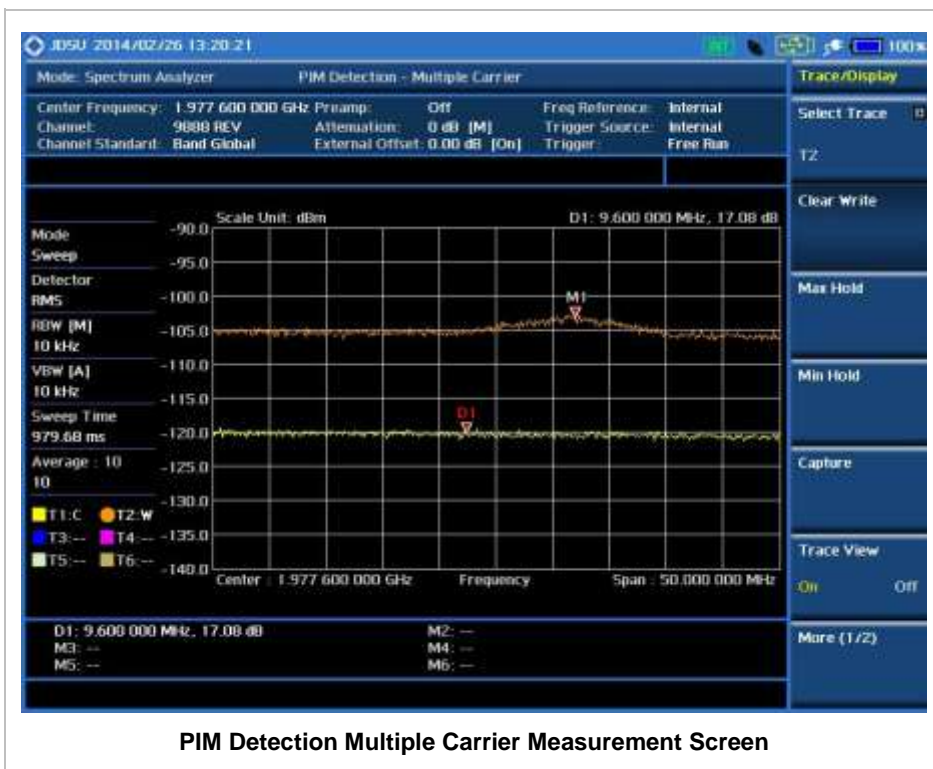 JDSU 2014/02/26 13:20:21
100%
Mode: Spectrum Analyzer PIM Detection - Multiple Carrier
Trace/Display
Center Frequency: 1.977 600 000 GHz Preamp: Off Freq Reference: Internal
Channel: 9888 REV Attenuation: 0 dB [M] Trigger Source: Internal
Channel Standard: Band Global External Offset: 0.00 dB [On] Trigger: Free Run
Select Trace
T2
Clear Write
Max Hold
Min Hold
Capture
Trace View
On Off
More (1/2)
Scale Unit: dBm D1: 9.600 000 MHz, 17.08 dB
Mode
Sweep
Detector
RMS
RBW [M]
10 kHz
VBW [A]
10 kHz
Sweep Time
979.68 ms
Average : 10
10
T1:C T2:W
T3:-- T4:--
T5:-- T6:--
-90.0
-95.0
-100.0
-105.0
-110.0
-115.0
-120.0
-125.0
-130.0
-135.0
-140.0
M1
D1
Center : 1.977 600 000 GHz Frequency Span : 50.000 000 MHz
D1: 9.600 000 MHz, 17.08 dB M2: --
M3: -- M4: --
M5: -- M6: --
PIM Detection Multiple Carrier Measurement Screen